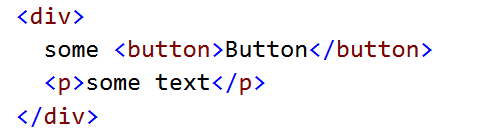 <div>
  some <button>Button</button>
  <p>some text</p>
</div>